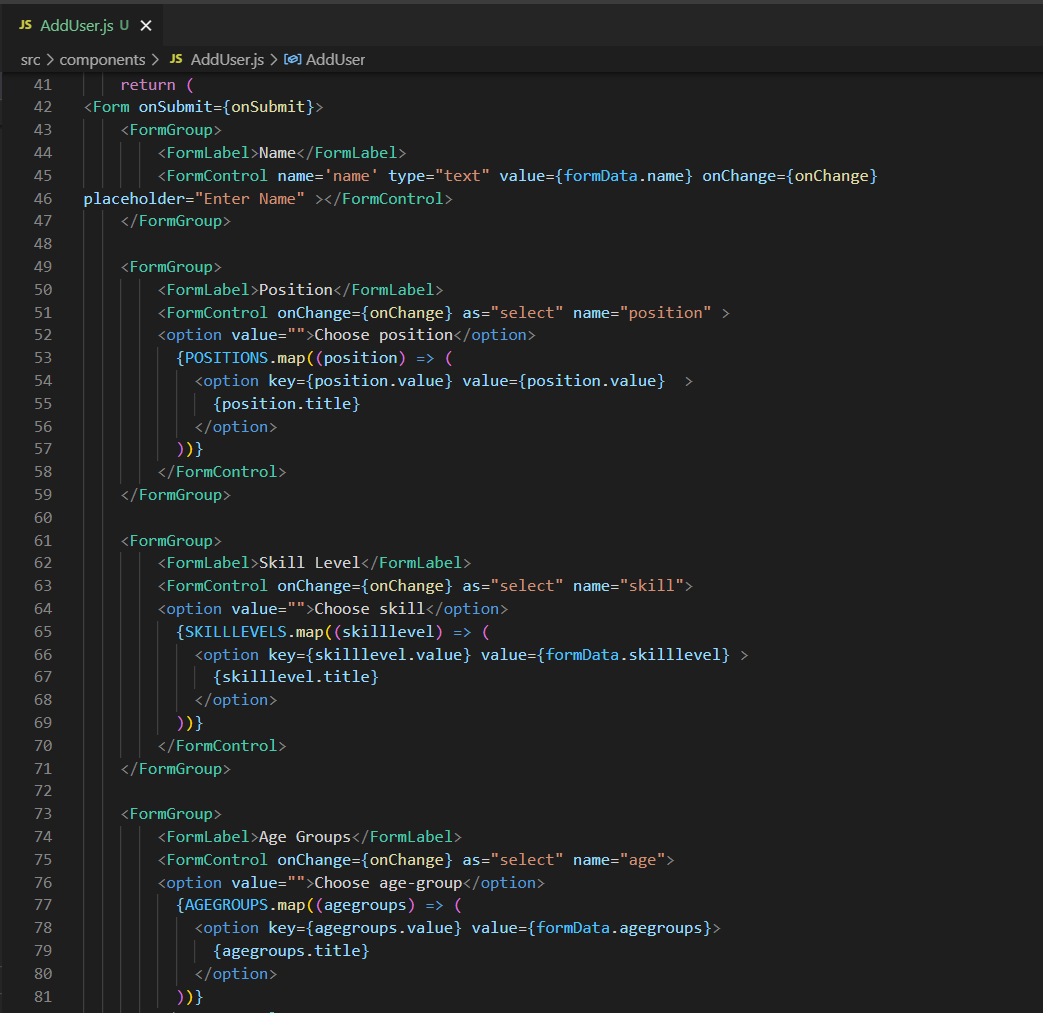 JS AddUser.js U ×
src > components > JS AddUser.js > AddUser
41 return (
42 <Form onSubmit={onSubmit}>
43 <FormGroup>
44 <FormLabel>Name</FormLabel>
45 <FormControl name='name' type="text" value={formData.name} onChange={onChange}
46 placeholder="Enter Name" ></FormControl>
47 </FormGroup>
48
49 <FormGroup>
50 <FormLabel>Position</FormLabel>
51 <FormControl onChange={onChange} as="select" name="position" >
52 <option value="">Choose position</option>
53 {POSITIONS.map((position) => (
54 <option key={position.value} value={position.value}  >
55 {position.title}
56 </option>
57 ))}
58 </FormControl>
59 </FormGroup>
60
61 <FormGroup>
62 <FormLabel>Skill Level</FormLabel>
63 <FormControl onChange={onChange} as="select" name="skill">
64 <option value="">Choose skill</option>
65 {SKILLLEVELS.map((skilllevel) => (
66 <option key={skilllevel.value} value={formData.skilllevel} >
67 {skilllevel.title}
68 </option>
69 ))}
70 </FormControl>
71 </FormGroup>
72
73 <FormGroup>
74 <FormLabel>Age Groups</FormLabel>
75 <FormControl onChange={onChange} as="select" name="age">
76 <option value="">Choose age-group</option>
77 {AGEGROUPS.map((agegroups) => (
78 <option key={agegroups.value} value={formData.agegroups}>
79 {agegroups.title}
80 </option>
81 ))}